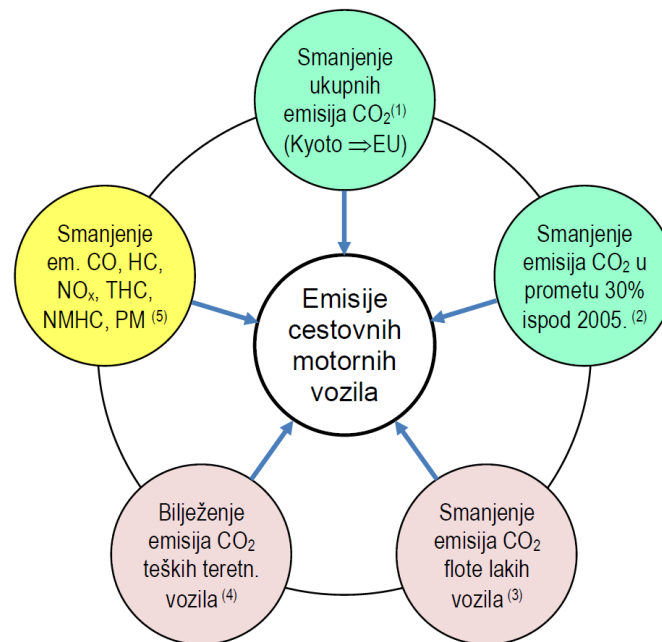 Smanjenje
ukupnih
emisija CO₂⁽¹⁾
(Kyoto ⇒EU)
Smanjenje
em. CO, HC,
NOₓ, THC,
NMHC, PM ⁽⁵⁾
Smanjenje
emisija CO₂ u
prometu 30%
ispod 2005. ⁽²⁾
Emisije
cestovnih
motornih
vozila
Bilježenje
emisija CO₂
teških teretn.
vozila ⁽⁴⁾
Smanjenje
emisija CO₂
flote lakih
vozila ⁽³⁾